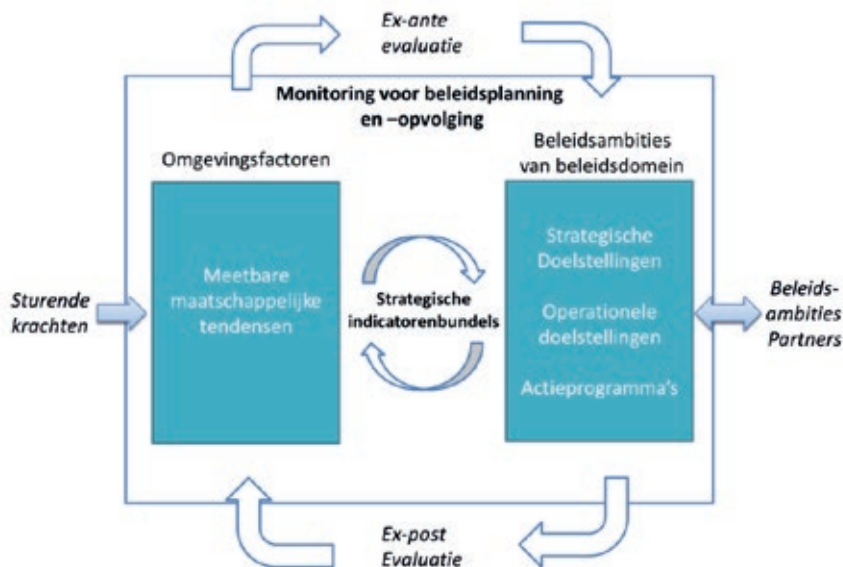 Ex-ante
evaluatie
Monitoring voor beleidsplanning
en –opvolging
Omgevingsfactoren
Beleidsambities
van beleidsdomein
Meetbare
maatschappelijke
tendensen
Strategische
indicatorenbundels
Strategische
Doelstellingen
Operationele
doelstellingen
Actieprogramma's
Sturende
krachten
Beleids-
ambities
Partners
Ex-post
Evaluatie